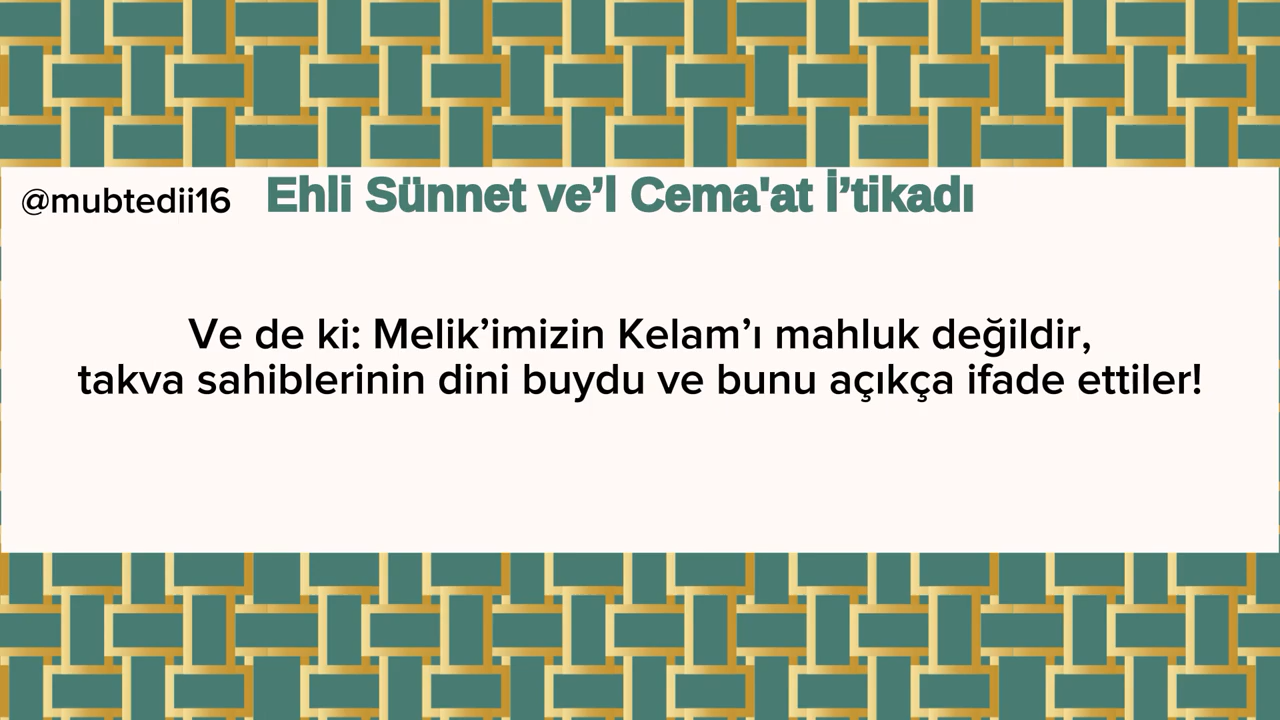 @mubtedii16
Ehli Sünnet ve’l Cema'at İ’tikadı
Ve de ki: Melik’imizin Kelam’ı mahluk değildir,
takva sahiblerinin dini buydu ve bunu açıkça ifade ettiler!